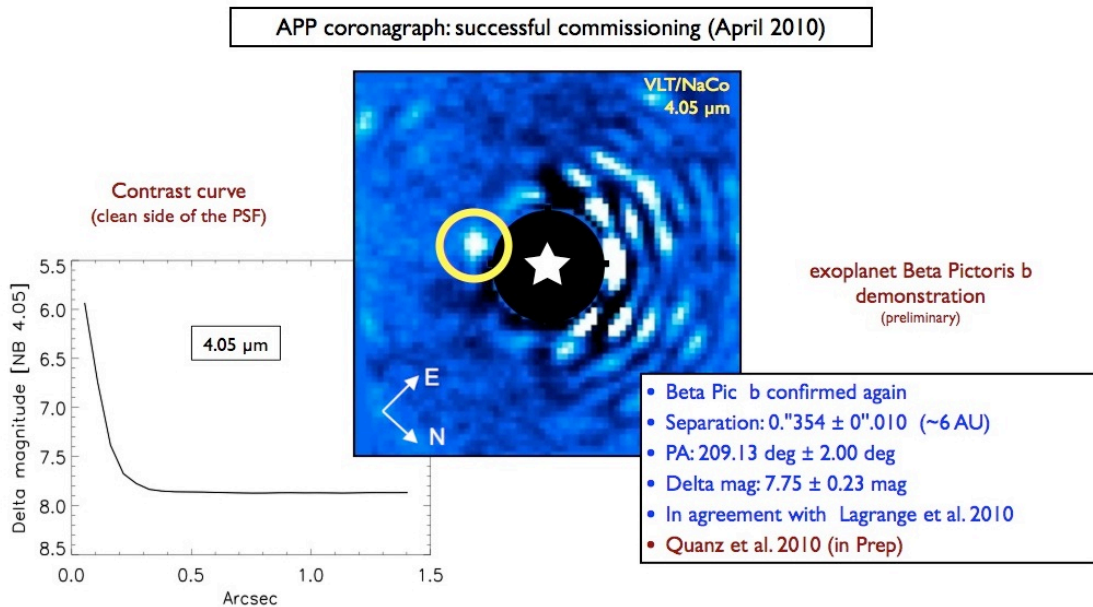 APP coronagraph: successful commissioning (April 2010)
VLT/NaCo
4.05 µm
Contrast curve
(clean side of the PSF)
5.5
6.0
6.5
7.0
7.5
8.0
8.5
Delta magnitude [NB 4.05]
4.05 µm
0.0
0.5
1.0
1.5
Arcsec
E
N
exoplanet Beta Pictoris b
demonstration
(preliminary)
• Beta Pic b confirmed again
• Separation: 0."354 ± 0".010 (~6 AU)
• PA: 209.13 deg ± 2.00 deg
• Delta mag: 7.75 ± 0.23 mag
• In agreement with Lagrange et al. 2010
• Quanz et al. 2010 (in Prep)